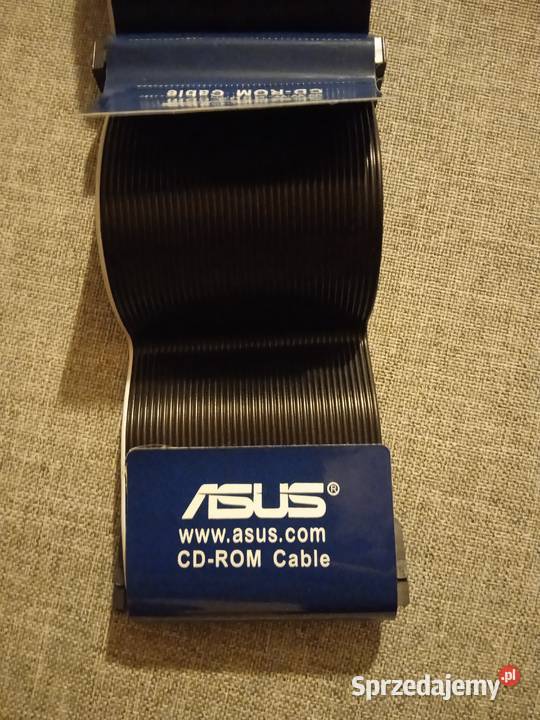 CD-ROM Cable
ASUS®
www.asus.com
CD-ROM Cable
Sprzedajemy.pl